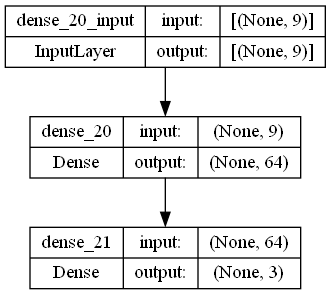 dense_20_input input: [(None, 9)]
InputLayer output: [(None, 9)]
dense_20 input: (None, 9)
Dense output: (None, 64)
dense_21 input: (None, 64)
Dense output: (None, 3)